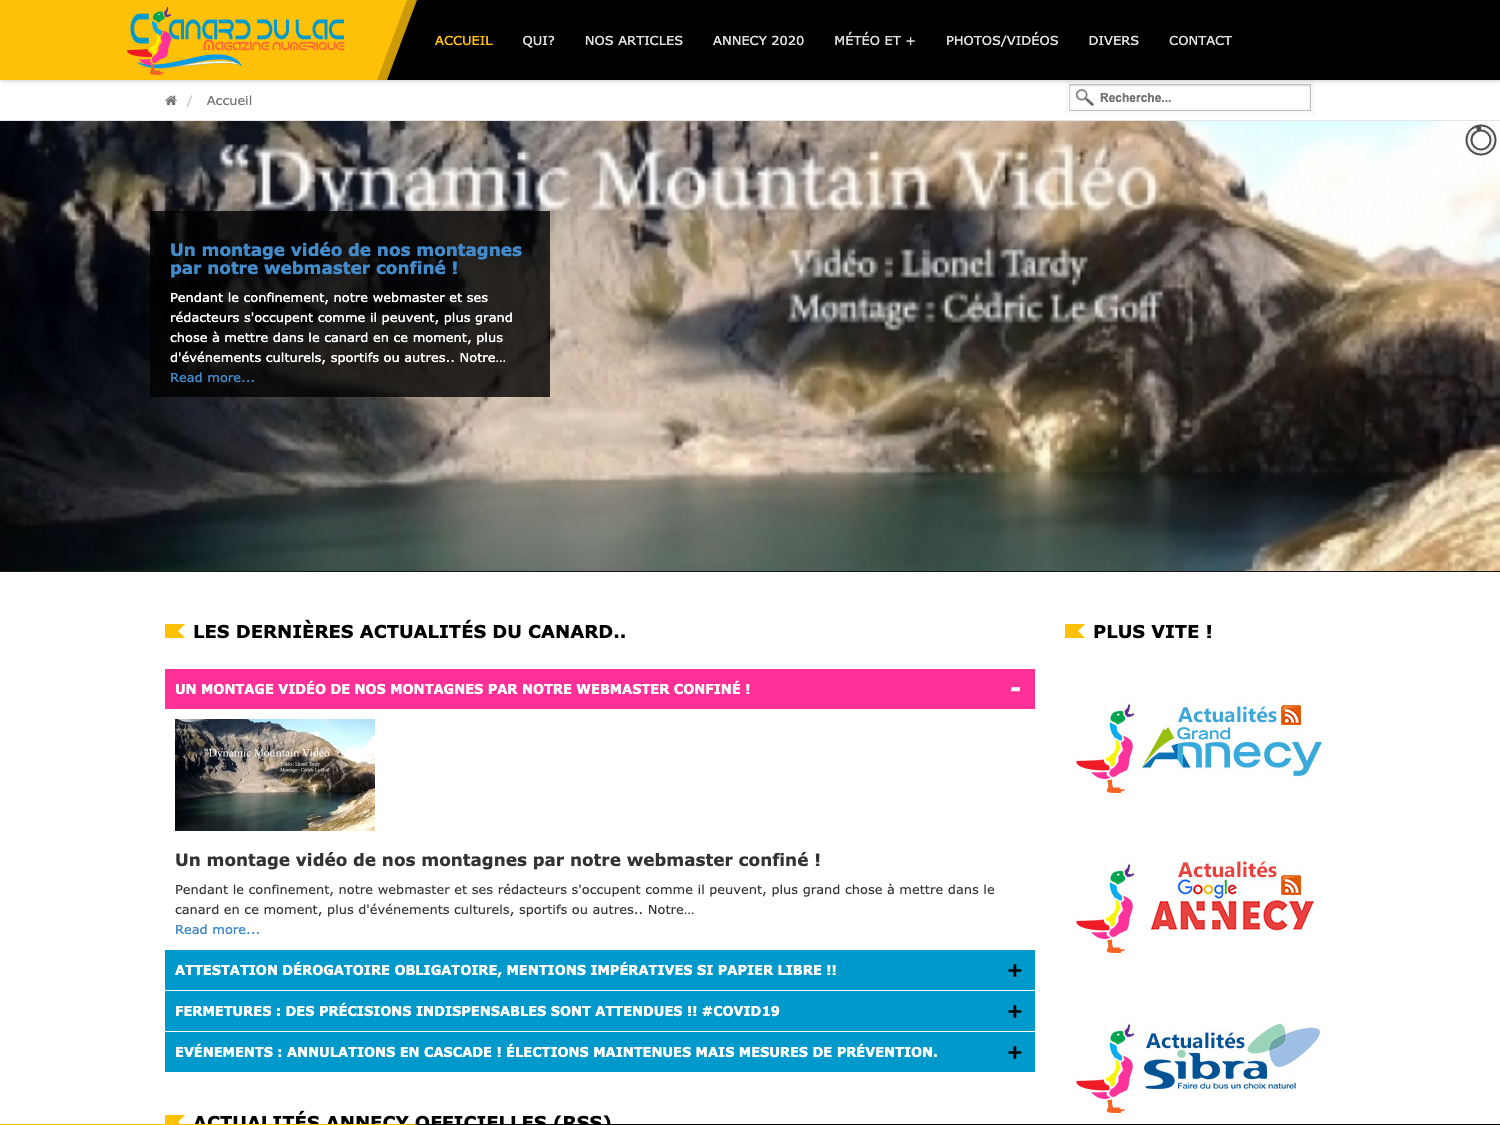 Canard du Lac
Magazine numérique
ACCUEIL
QUI?
NOS ARTICLES
ANNECY 2020
MÉTÉO ET +
PHOTOS/VIDÉOS
DIVERS
CONTACT
/ Accueil
Recherche...
“Dynamic Mountain Vidéo
Vidéo : Lionel Tardy
Montage : Cédric Le Goff
Un montage vidéo de nos montagnes
par notre webmaster confiné !
Pendant le confinement, notre webmaster et ses
rédacteurs s'occupent comme il peuvent, plus grand
chose à mettre dans le canard en ce moment, plus
d'événements culturels, sportifs ou autres.. Notre...
Read more...
LES DERNIÈRES ACTUALITÉS DU CANARD..
UN MONTAGE VIDÉO DE NOS MONTAGNES PAR NOTRE WEBMASTER CONFINÉ !
“Dynamic Mountain Vidéo
Vidéo : Lionel Tardy
Montage : Cédric Le Goff
Un montage vidéo de nos montagnes par notre webmaster confiné !
Pendant le confinement, notre webmaster et ses rédacteurs s'occupent comme il peuvent, plus grand chose à mettre dans le
canard en ce moment, plus d'événements culturels, sportifs ou autres.. Notre...
Read more...
ATTESTATION DÉROGATOIRE OBLIGATOIRE, MENTIONS IMPÉRATIVES SI PAPIER LIBRE !!
FERMETURES : DES PRÉCISIONS INDISPENSABLES SONT ATTENDUES !! #COVID19
EVÉNEMENTS : ANNULATIONS EN CASCADE ! ÉLECTIONS MAINTENUES MAIS MESURES DE PRÉVENTION.
ACTUALITÉS ANNECY OFFICIELLES (RSS)
PLUS VITE !
Actualités
Grand
Annecy
Actualités
Google
ANNECY
Actualités
Sibra
Faire du bus un choix naturel